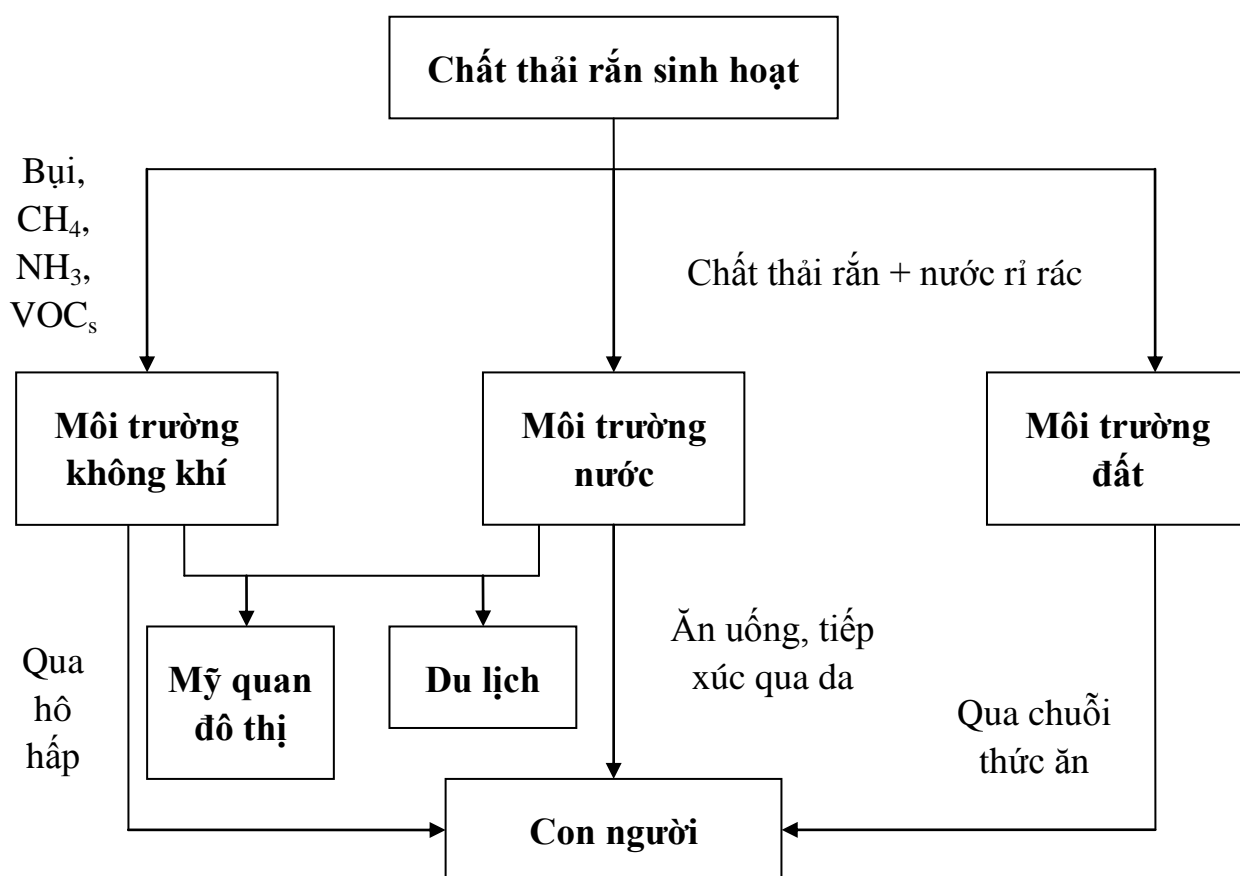 Chất thải rắn sinh hoạt
Bụi,
CH₄,
NH₃,
VOCₛ
Chất thải rắn + nước rỉ rác
Môi trường
không khí
Môi trường
nước
Môi trường
đất
Qua
hô
hấp
Mỹ quan
đô thị
Du lịch
Ăn uống, tiếp
xúc qua da
Qua chuỗi
thức ăn
Con người